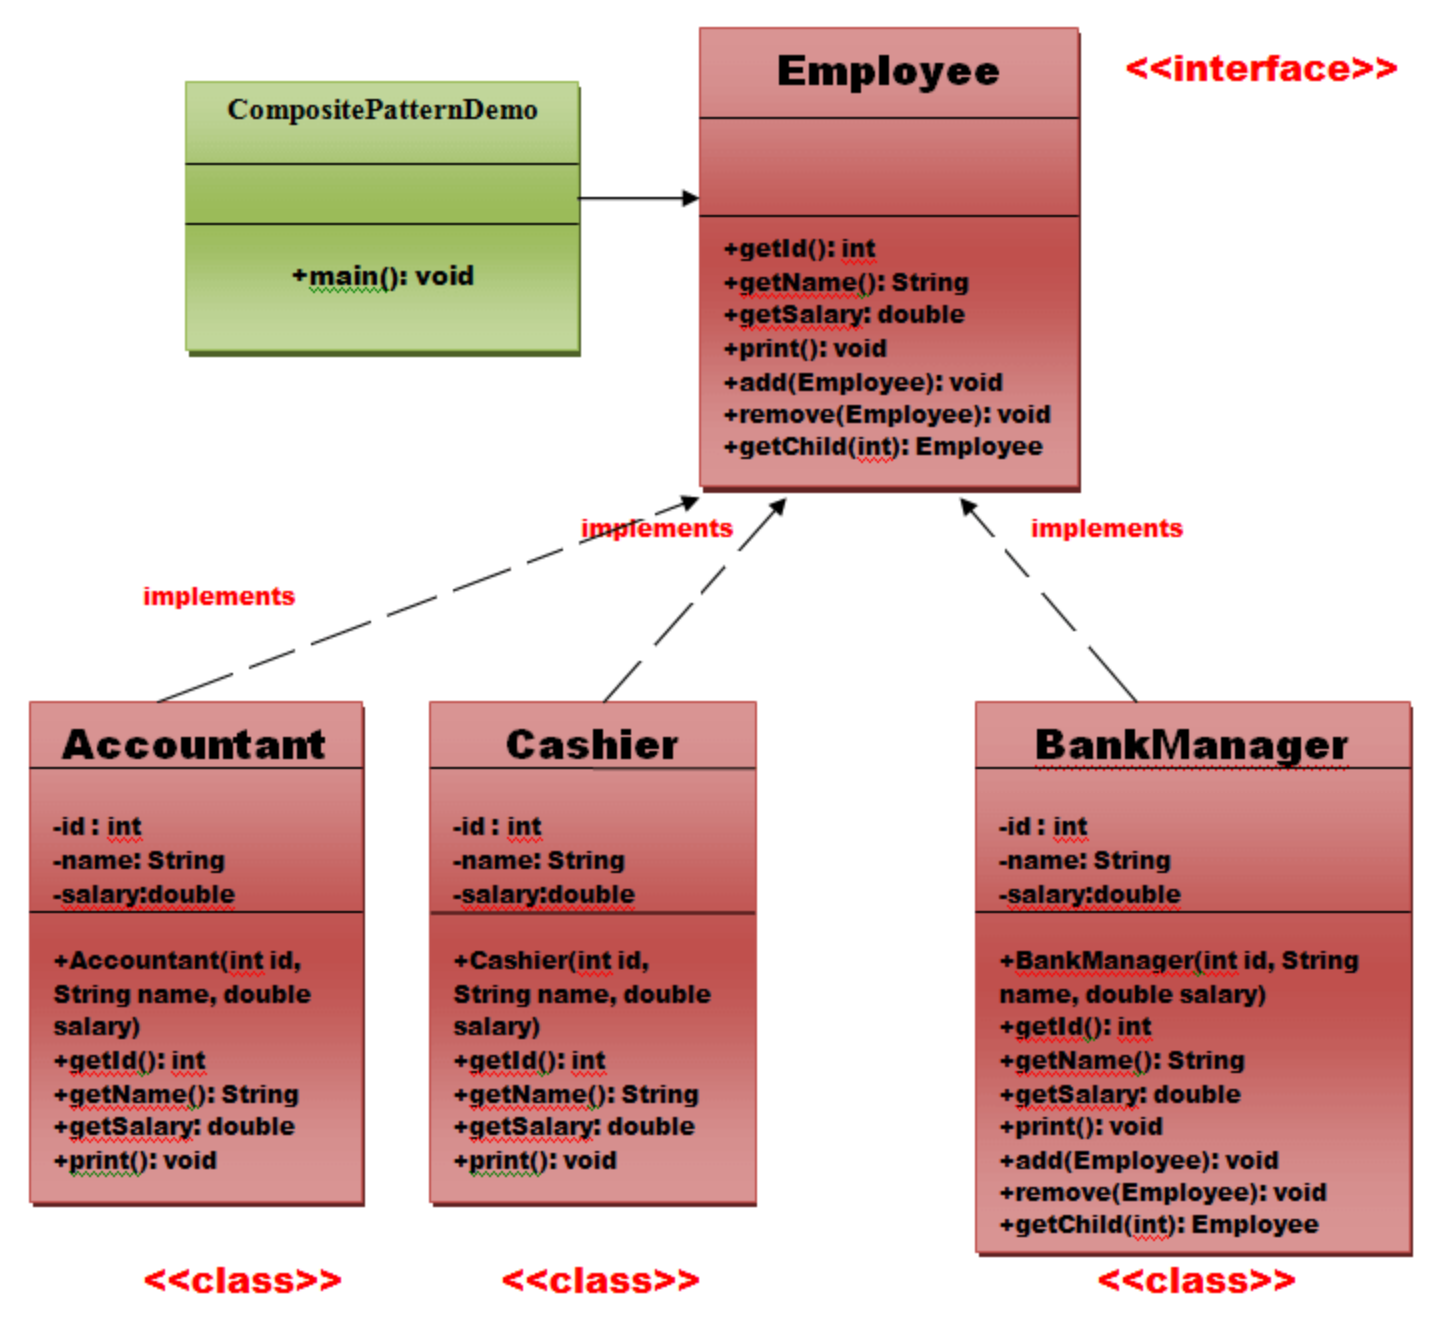 Employee
<<interface>>
CompositePatternDemo
+main(): void
+getId(): int
+getName(): String
+getSalary: double
+print(): void
+add(Employee): void
+remove(Employee): void
+getChild(int): Employee
implements
implements
implements
Accountant
-id : int
-name: String
-salary:double
+Accountant(int id,
String name, double
salary)
+getId(): int
+getName(): String
+getSalary: double
+print(): void
<<class>>
Cashier
-id : int
-name: String
-salary:double
+Cashier(int id,
String name, double
salary)
+getId(): int
+getName(): String
+getSalary: double
+print(): void
<<class>>
BankManager
-id : int
-name: String
-salary:double
+BankManager(int id, String
name, double salary)
+getId(): int
+getName(): String
+getSalary: double
+print(): void
+add(Employee): void
+remove(Employee): void
+getChild(int): Employee
<<class>>